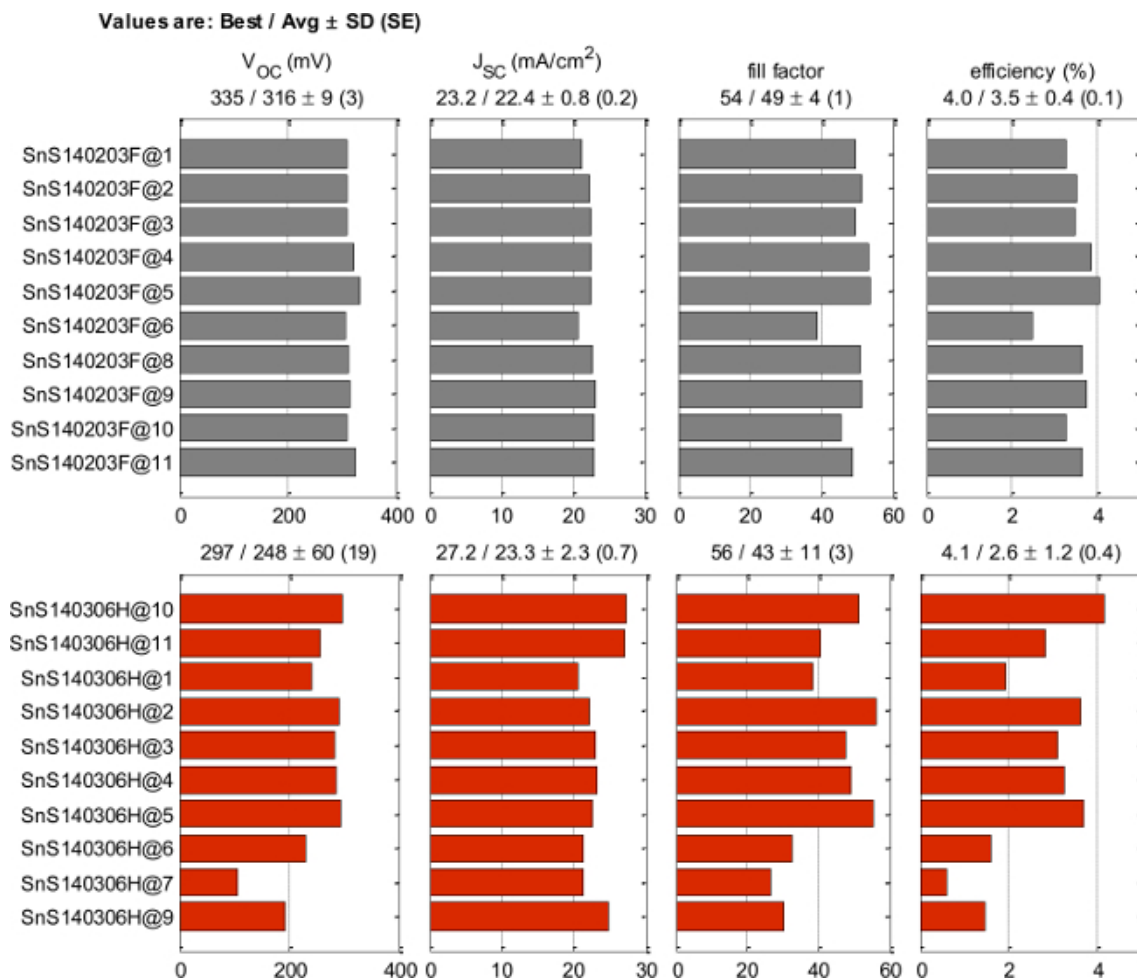 Values are: Best / Avg ± SD (SE)
V_OC (mV) J_SC (mA/cm²) fill factor efficiency (%)
335 / 316 ± 9 (3) 23.2 / 22.4 ± 0.8 (0.2) 54 / 49 ± 4 (1) 4.0 / 3.5 ± 0.4 (0.1)
SnS140203F@1
SnS140203F@2
SnS140203F@3
SnS140203F@4
SnS140203F@5
SnS140203F@6
SnS140203F@8
SnS140203F@9
SnS140203F@10
SnS140203F@11
0 200 400 0 10 20 30 0 20 40 60 0 2 4
297 / 248 ± 60 (19) 27.2 / 23.3 ± 2.3 (0.7) 56 / 43 ± 11 (3) 4.1 / 2.6 ± 1.2 (0.4)
SnS140306H@10
SnS140306H@11
SnS140306H@1
SnS140306H@2
SnS140306H@3
SnS140306H@4
SnS140306H@5
SnS140306H@6
SnS140306H@7
SnS140306H@9
0 200 400 0 10 20 30 0 20 40 60 0 2 4